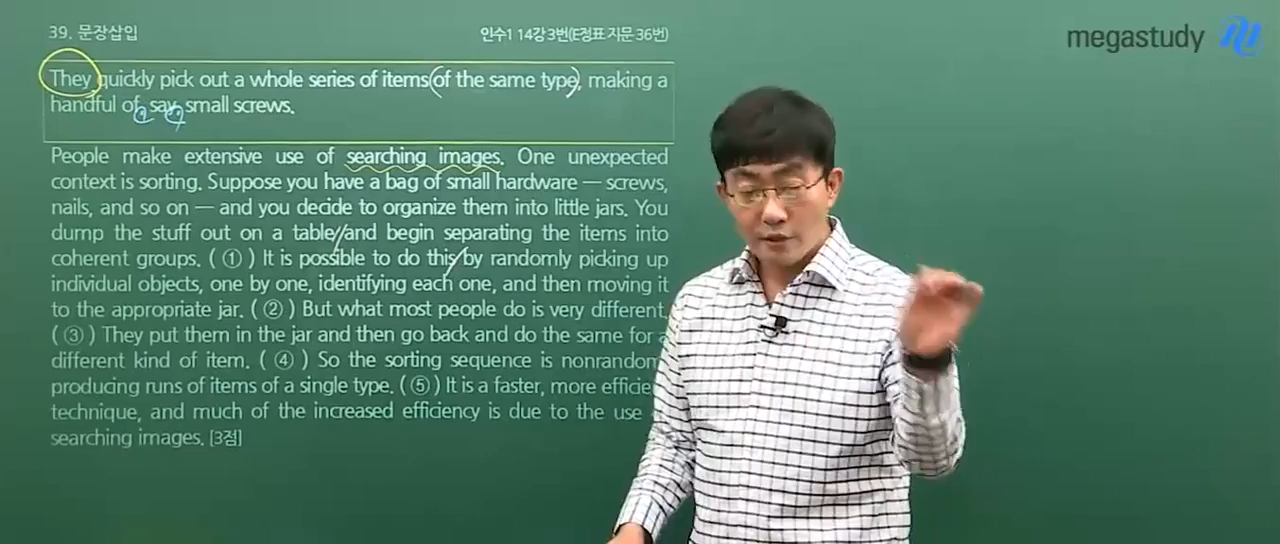 39. 문장삽입
인수1 14강 3번(E정표 지문 36번)
megastudy
They quickly pick out a whole series of items of the same type, making a
handful of, say, small screws.
People make extensive use of searching images. One unexpected
context is sorting. Suppose you have a bag of small hardware — screws,
nails, and so on — and you decide to organize them into little jars. You
dump the stuff out on a table and begin separating the items into
coherent groups. ( ① ) It is possible to do this by randomly picking up
individual objects, one by one, identifying each one, and then moving it
to the appropriate jar. ( ② ) But what most people do is very different.
( ③ ) They put them in the jar and then go back and do the same for
different kind of item. ( ④ ) So the sorting sequence is nonrandom
producing runs of items of a single type. ( ⑤ ) It is a faster, more
technique, and much of the increased efficiency is due to the use
searching images. [3점]